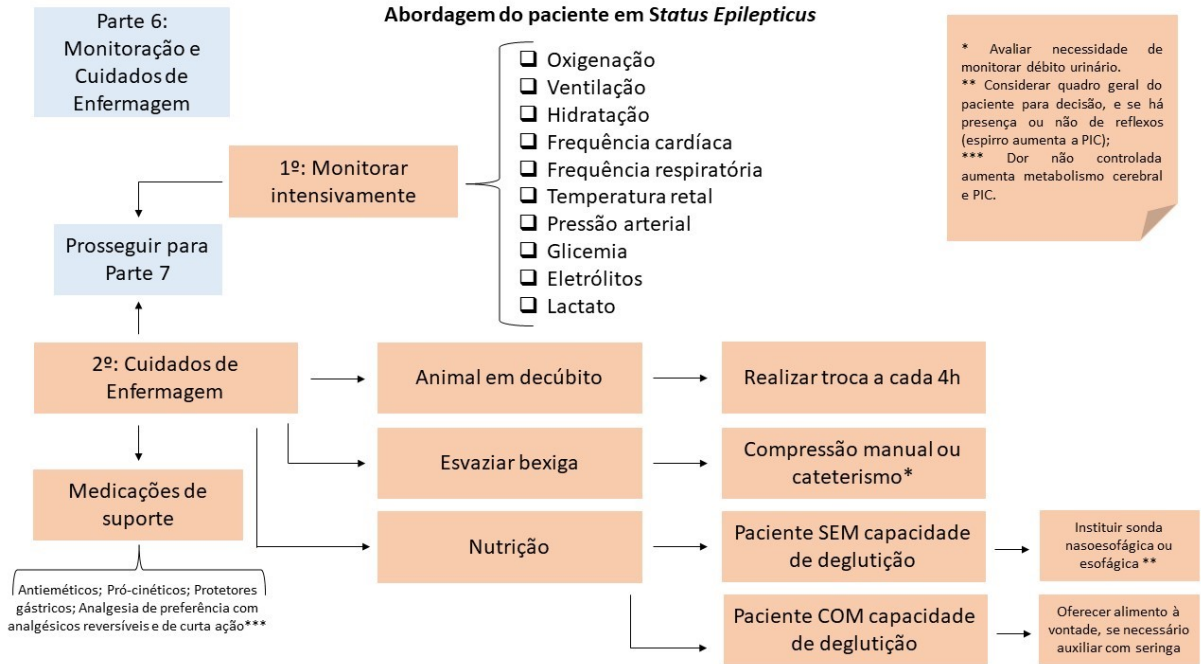 Abordagem do paciente em Status Epilepticus
Parte 6:
Monitoração e
Cuidados de
Enfermagem
1º: Monitorar
intensivamente
❑ Oxigenação
❑ Ventilação
❑ Hidratação
❑ Frequência cardíaca
❑ Frequência respiratória
❑ Temperatura retal
❑ Pressão arterial
❑ Glicemia
❑ Eletrólitos
❑ Lactato
* Avaliar necessidade de
monitorar débito urinário.
** Considerar quadro geral do
paciente para decisão, e se há
presença ou não de reflexos
(espirro aumenta a PIC);
*** Dor não controlada
aumenta metabolismo cerebral
e PIC.
Prosseguir para
Parte 7
2º: Cuidados de
Enfermagem
Animal em decúbito
Realizar troca a cada 4h
Esvaziar bexiga
Compressão manual ou
cateterismo*
Medicações de
suporte
Antieméticos; Pró-cinéticos; Protetores
gástricos; Analgesia de preferência com
analgésicos reversíveis e de curta ação***
Nutrição
Paciente SEM capacidade
de deglutição
Instituir sonda
nasoesofágica ou
esofágica **
Paciente COM capacidade
de deglutição
Oferecer alimento à
vontade, se necessário
auxiliar com seringa